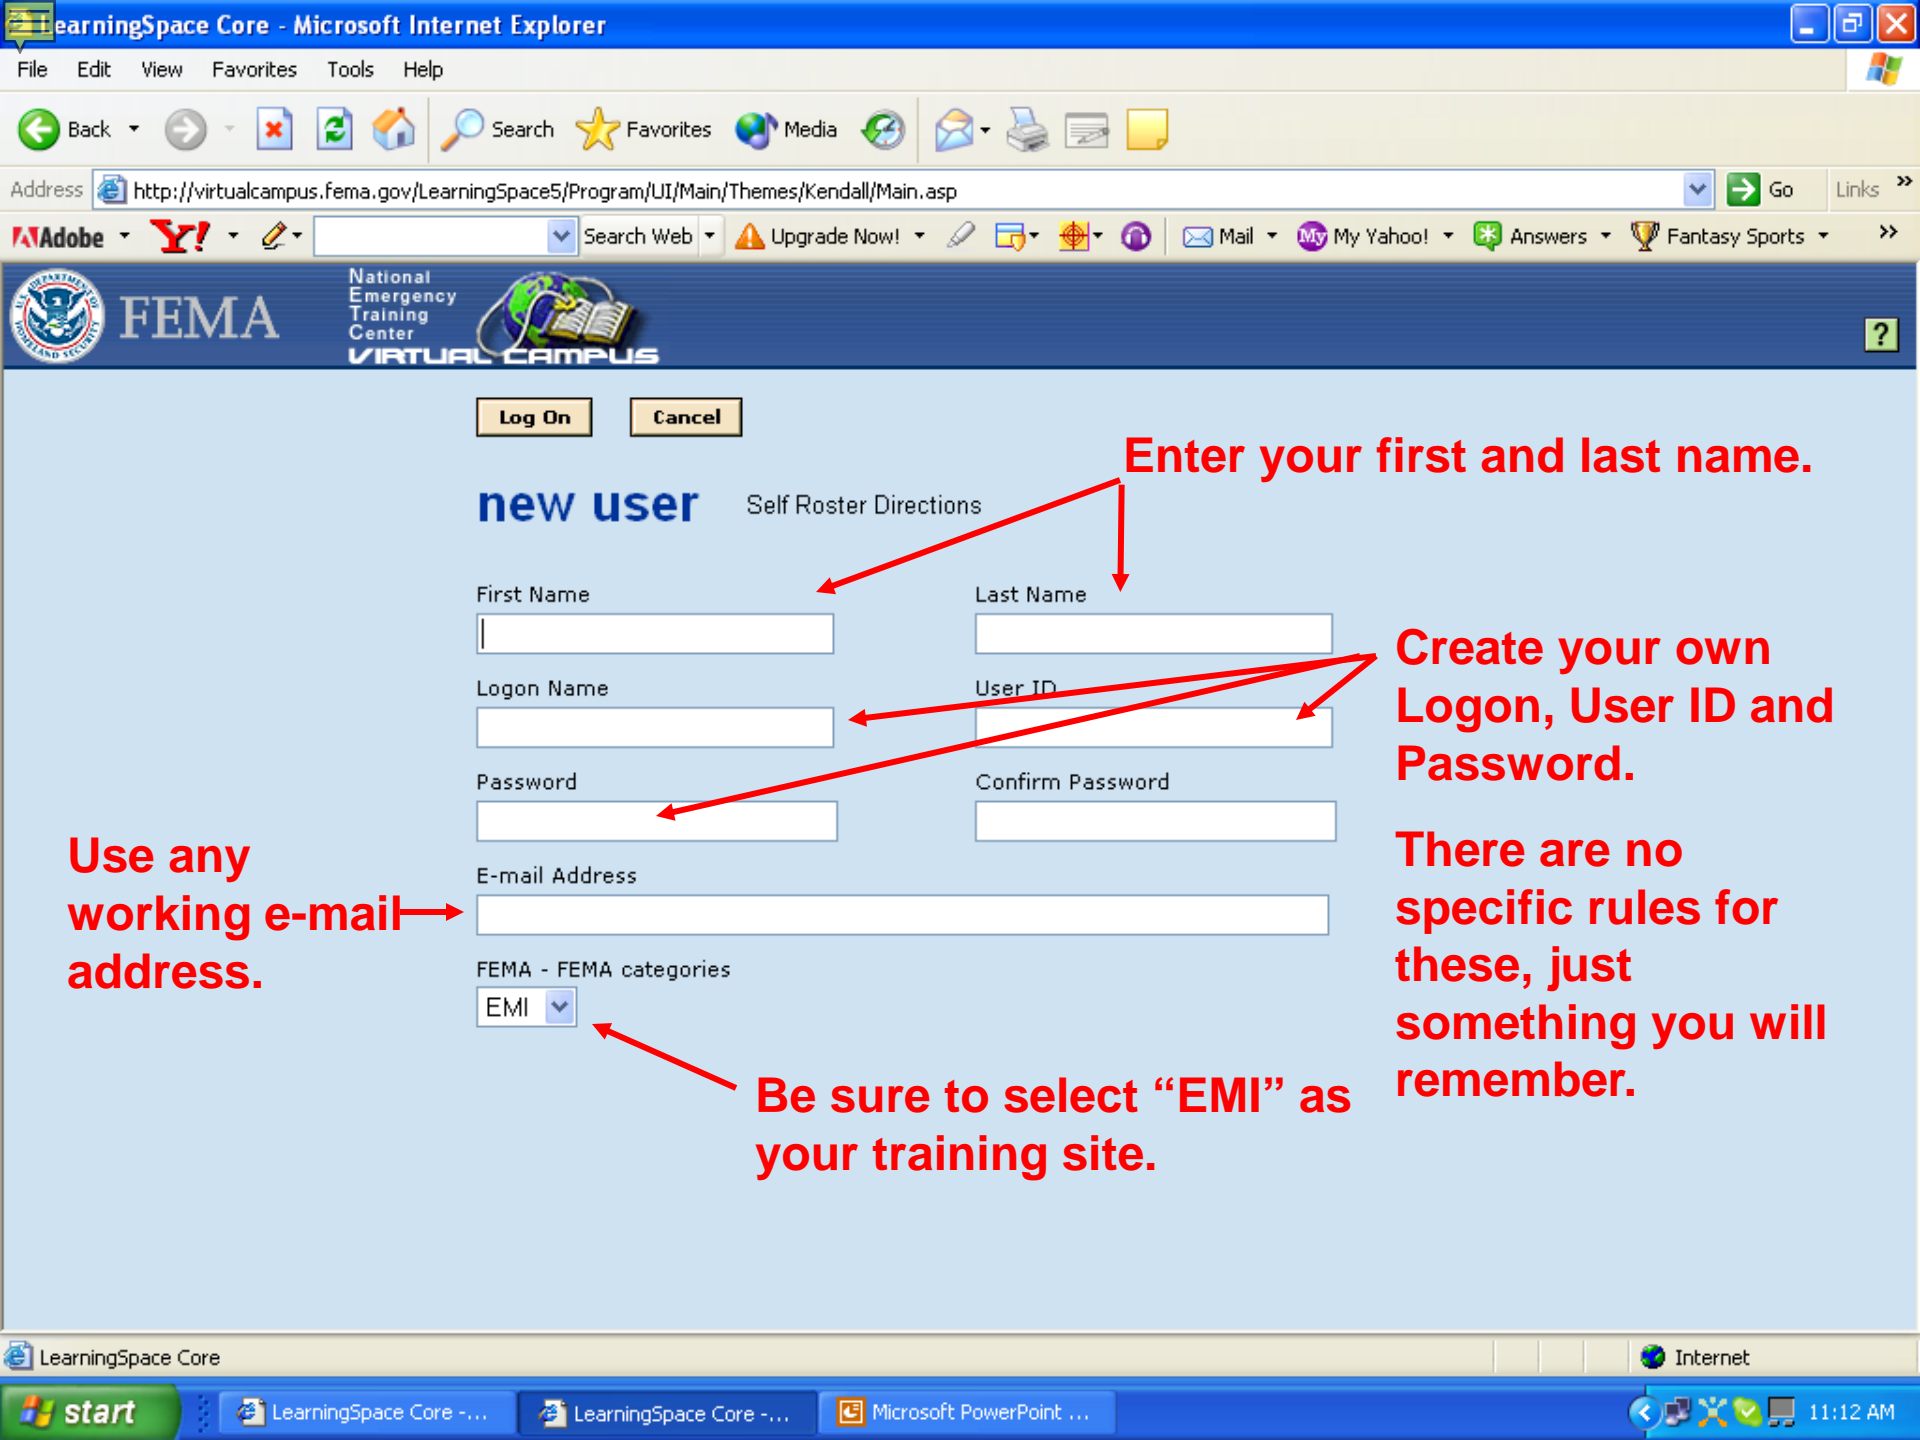 LearningSpace Core - Microsoft Internet Explorer
File Edit View Favorites Tools Help
Back Search Favorites Media
Address http://virtualcampus.fema.gov/LearningSpace5/Program/UI/Main/Themes/Kendall/Main.asp Go Links »
Adobe Y! Search Web Upgrade Now! Mail My My Yahoo! Answers Fantasy Sports »
FEMA
National
Emergency
Training
Center
VIRTUAL CAMPUS
?
Log On Cancel
Enter your first and last name.
new user Self Roster Directions
First Name Last Name
Logon Name User ID
Password Confirm Password
E-mail Address
FEMA - FEMA categories
EMI
Create your own
Logon, User ID and
Password.
There are no
specific rules for
these, just
something you will
remember.
Use any
working e-mail
address.
Be sure to select “EMI” as
your training site.
LearningSpace Core Internet
start LearningSpace Core -... LearningSpace Core -... Microsoft PowerPoint ... 11:12 AM